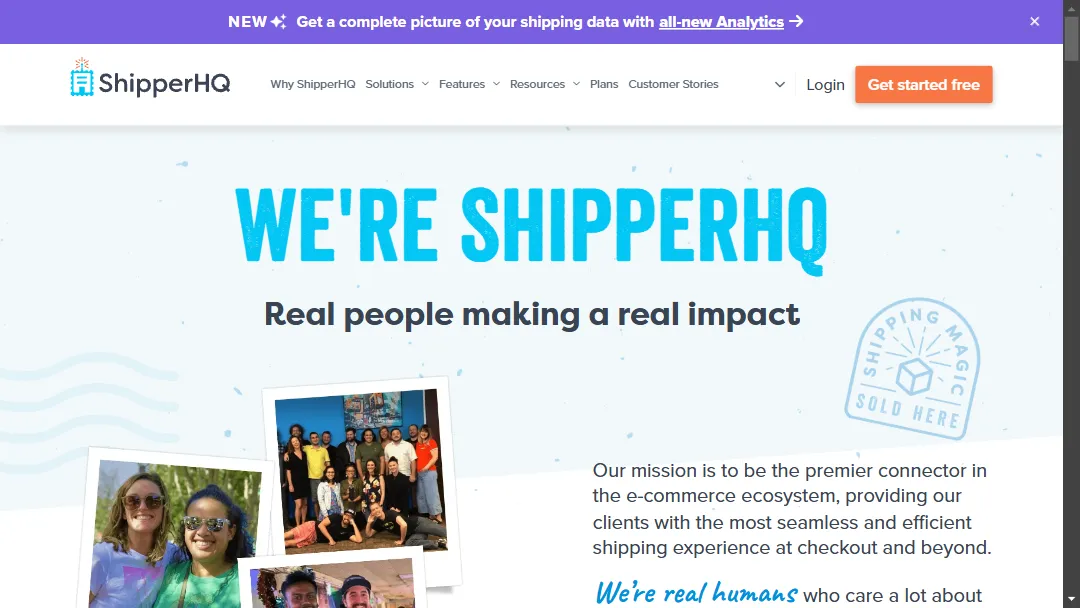 NEW Get a complete picture of your shipping data with all-new Analytics →
ShipperHQ
Why ShipperHQ Solutions Features Resources Plans Customer Stories Login Get started free
WE'RE SHIPPERHQ
Real people making a real impact
SHIPPING MAGIC
SOLD HERE
Our mission is to be the premier connector in
the e-commerce ecosystem, providing our
clients with the most seamless and efficient
shipping experience at checkout and beyond.
We're real humans who care a lot about